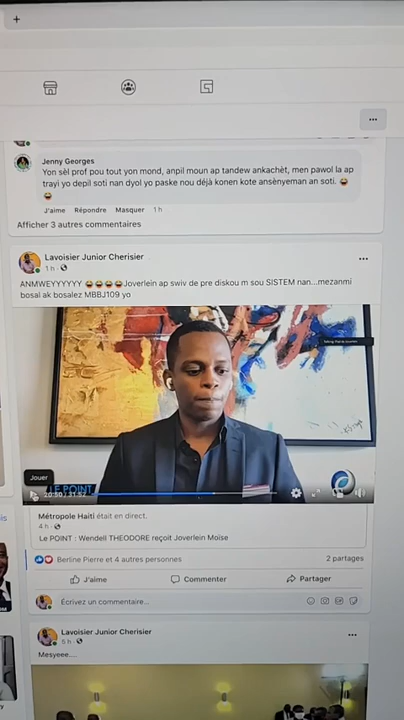 Jenny Georges
Yon sèl prof pou tout yon mond, anpil moun ap tandew ankachèt, men pawol la ap
trayi yo depil soti nan dyol yo paske nou déjà konen kote ansènyeman an soti. 😂
😂
J'aime Répondre Masquer 1 h
Afficher 3 autres commentaires
Lavoisier Junior Cherisier
1 h
ANMWEYYYYYY 😂😂😂😂Joverlein ap swiv de pre diskou m sou SISTEM nan...mezanmi
bosal ak bosalez MBBJ109 yo
Jouer
LE POINT
20:50 / 31:52
Métropole Haïti était en direct.
4 h
Le POINT : Wendell THEODORE reçoit Joverlein Moïse
Berline Pierre et 4 autres personnes
2 partages
J'aime
Commenter
Partager
Écrivez un commentaire...
Lavoisier Junior Cherisier
Mesyeee....